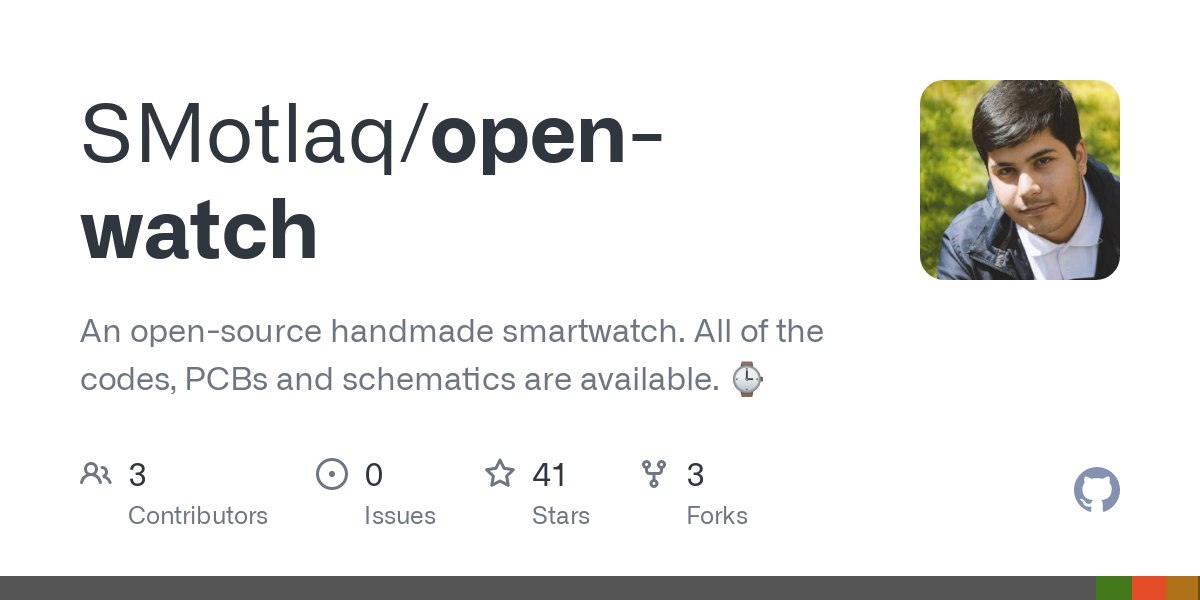 SMotlaq/open-
watch
An open-source handmade smartwatch. All of the
codes, PCBs and schematics are available. ⌚
3
Contributors
0
Issues
41
Stars
3
Forks